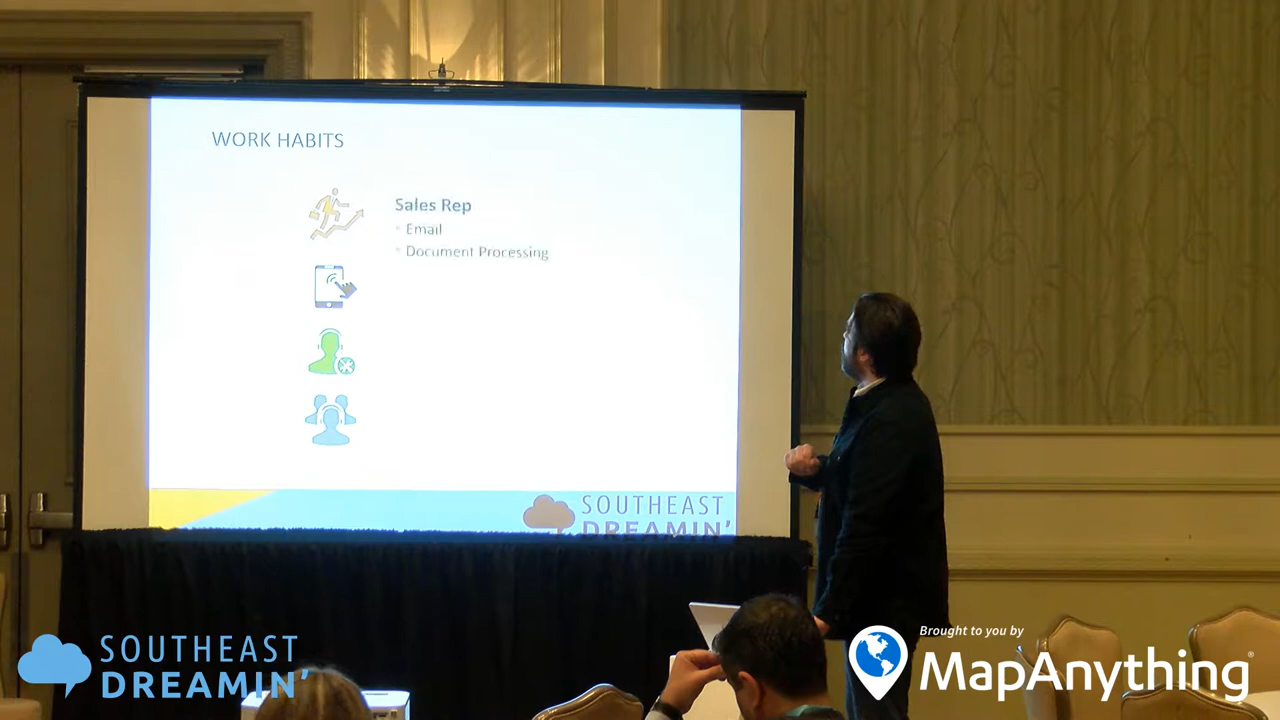 WORK HABITS
Sales Rep
Email
Document Processing
SOUTHEAST
DREAMIN'
SOUTHEAST
DREAMIN'
Brought to you by
MapAnything®